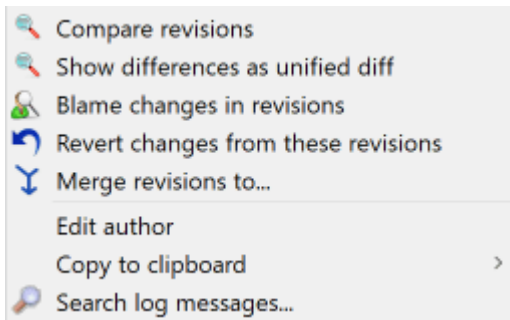 Compare revisions
Show differences as unified diff
Blame changes in revisions
Revert changes from these revisions
Merge revisions to...
Edit author
Copy to clipboard
Search log messages...